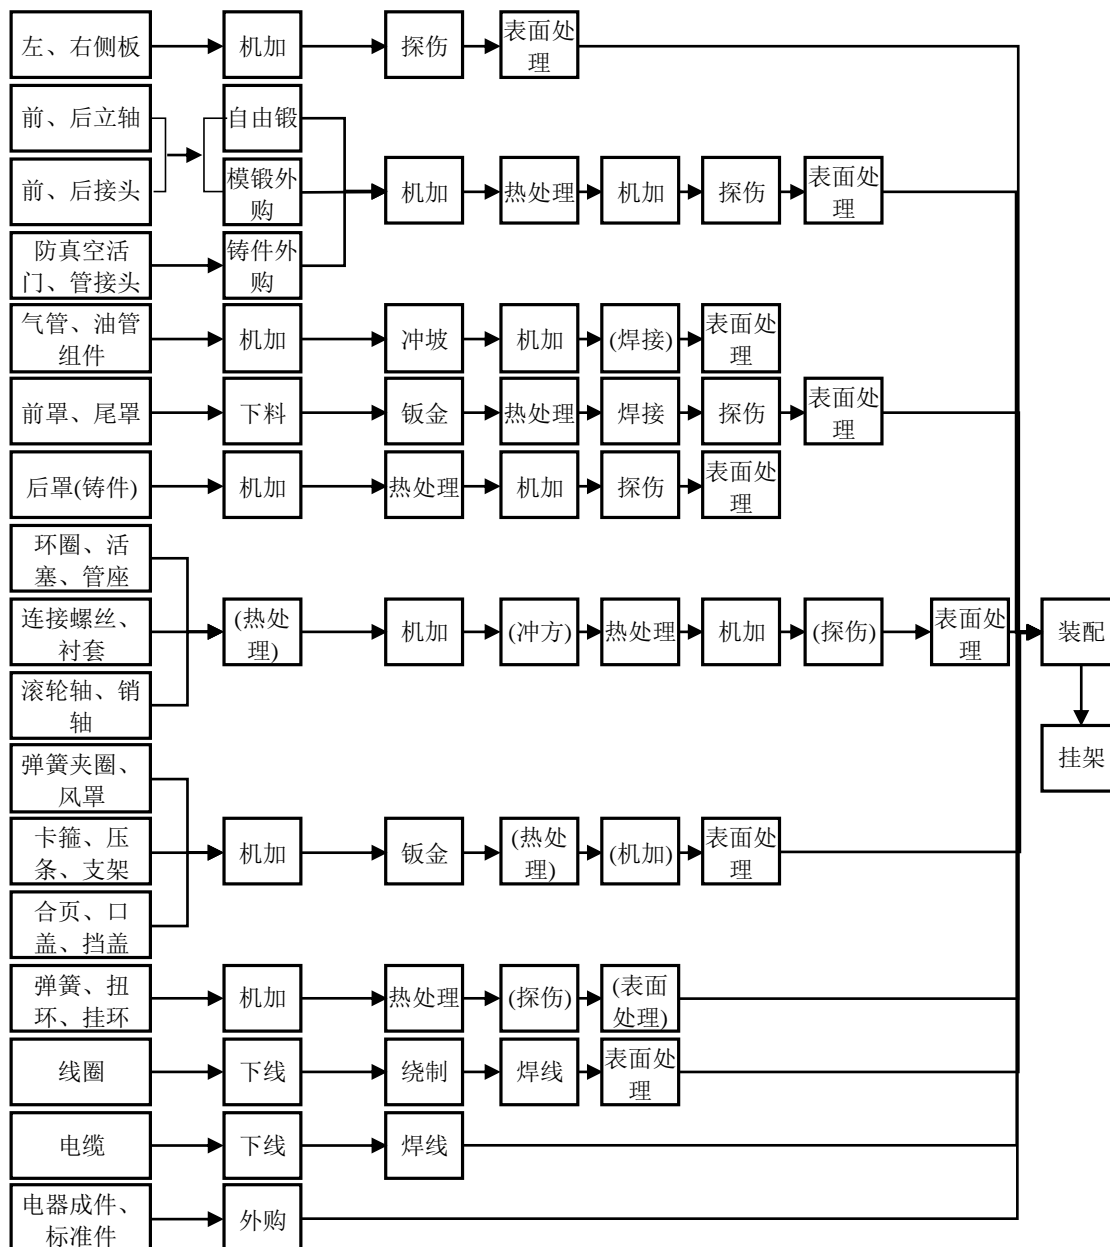 左、右侧板
机加
探伤
表面处
理
前、后立轴
自由锻
前、后接头
模锻外
购
机加
热处理
机加
探伤
表面处
理
防真空活
门、管接头
铸件外
购
气管、油管
组件
机加
冲坡
机加
(焊接)
表面处
理
前罩、尾罩
下料
钣金
热处理
焊接
探伤
表面处
理
后罩(铸件)
机加
热处理
机加
探伤
表面处
理
环圈、活
塞、管座
连接螺丝、
衬套
(热处
理)
机加
(冲方)
热处理
机加
(探伤)
表面处
理
装配
滚轮轴、销
轴
挂架
弹簧夹圈、
风罩
卡箍、压
条、支架
机加
钣金
(热处
理)
(机加)
表面处
理
合页、口
盖、挡盖
弹簧、扭
环、挂环
机加
热处理
(探伤)
(表面
处理)
线圈
下线
绕制
焊线
表面处
理
电缆
下线
焊线
电器成件、
标准件
外购